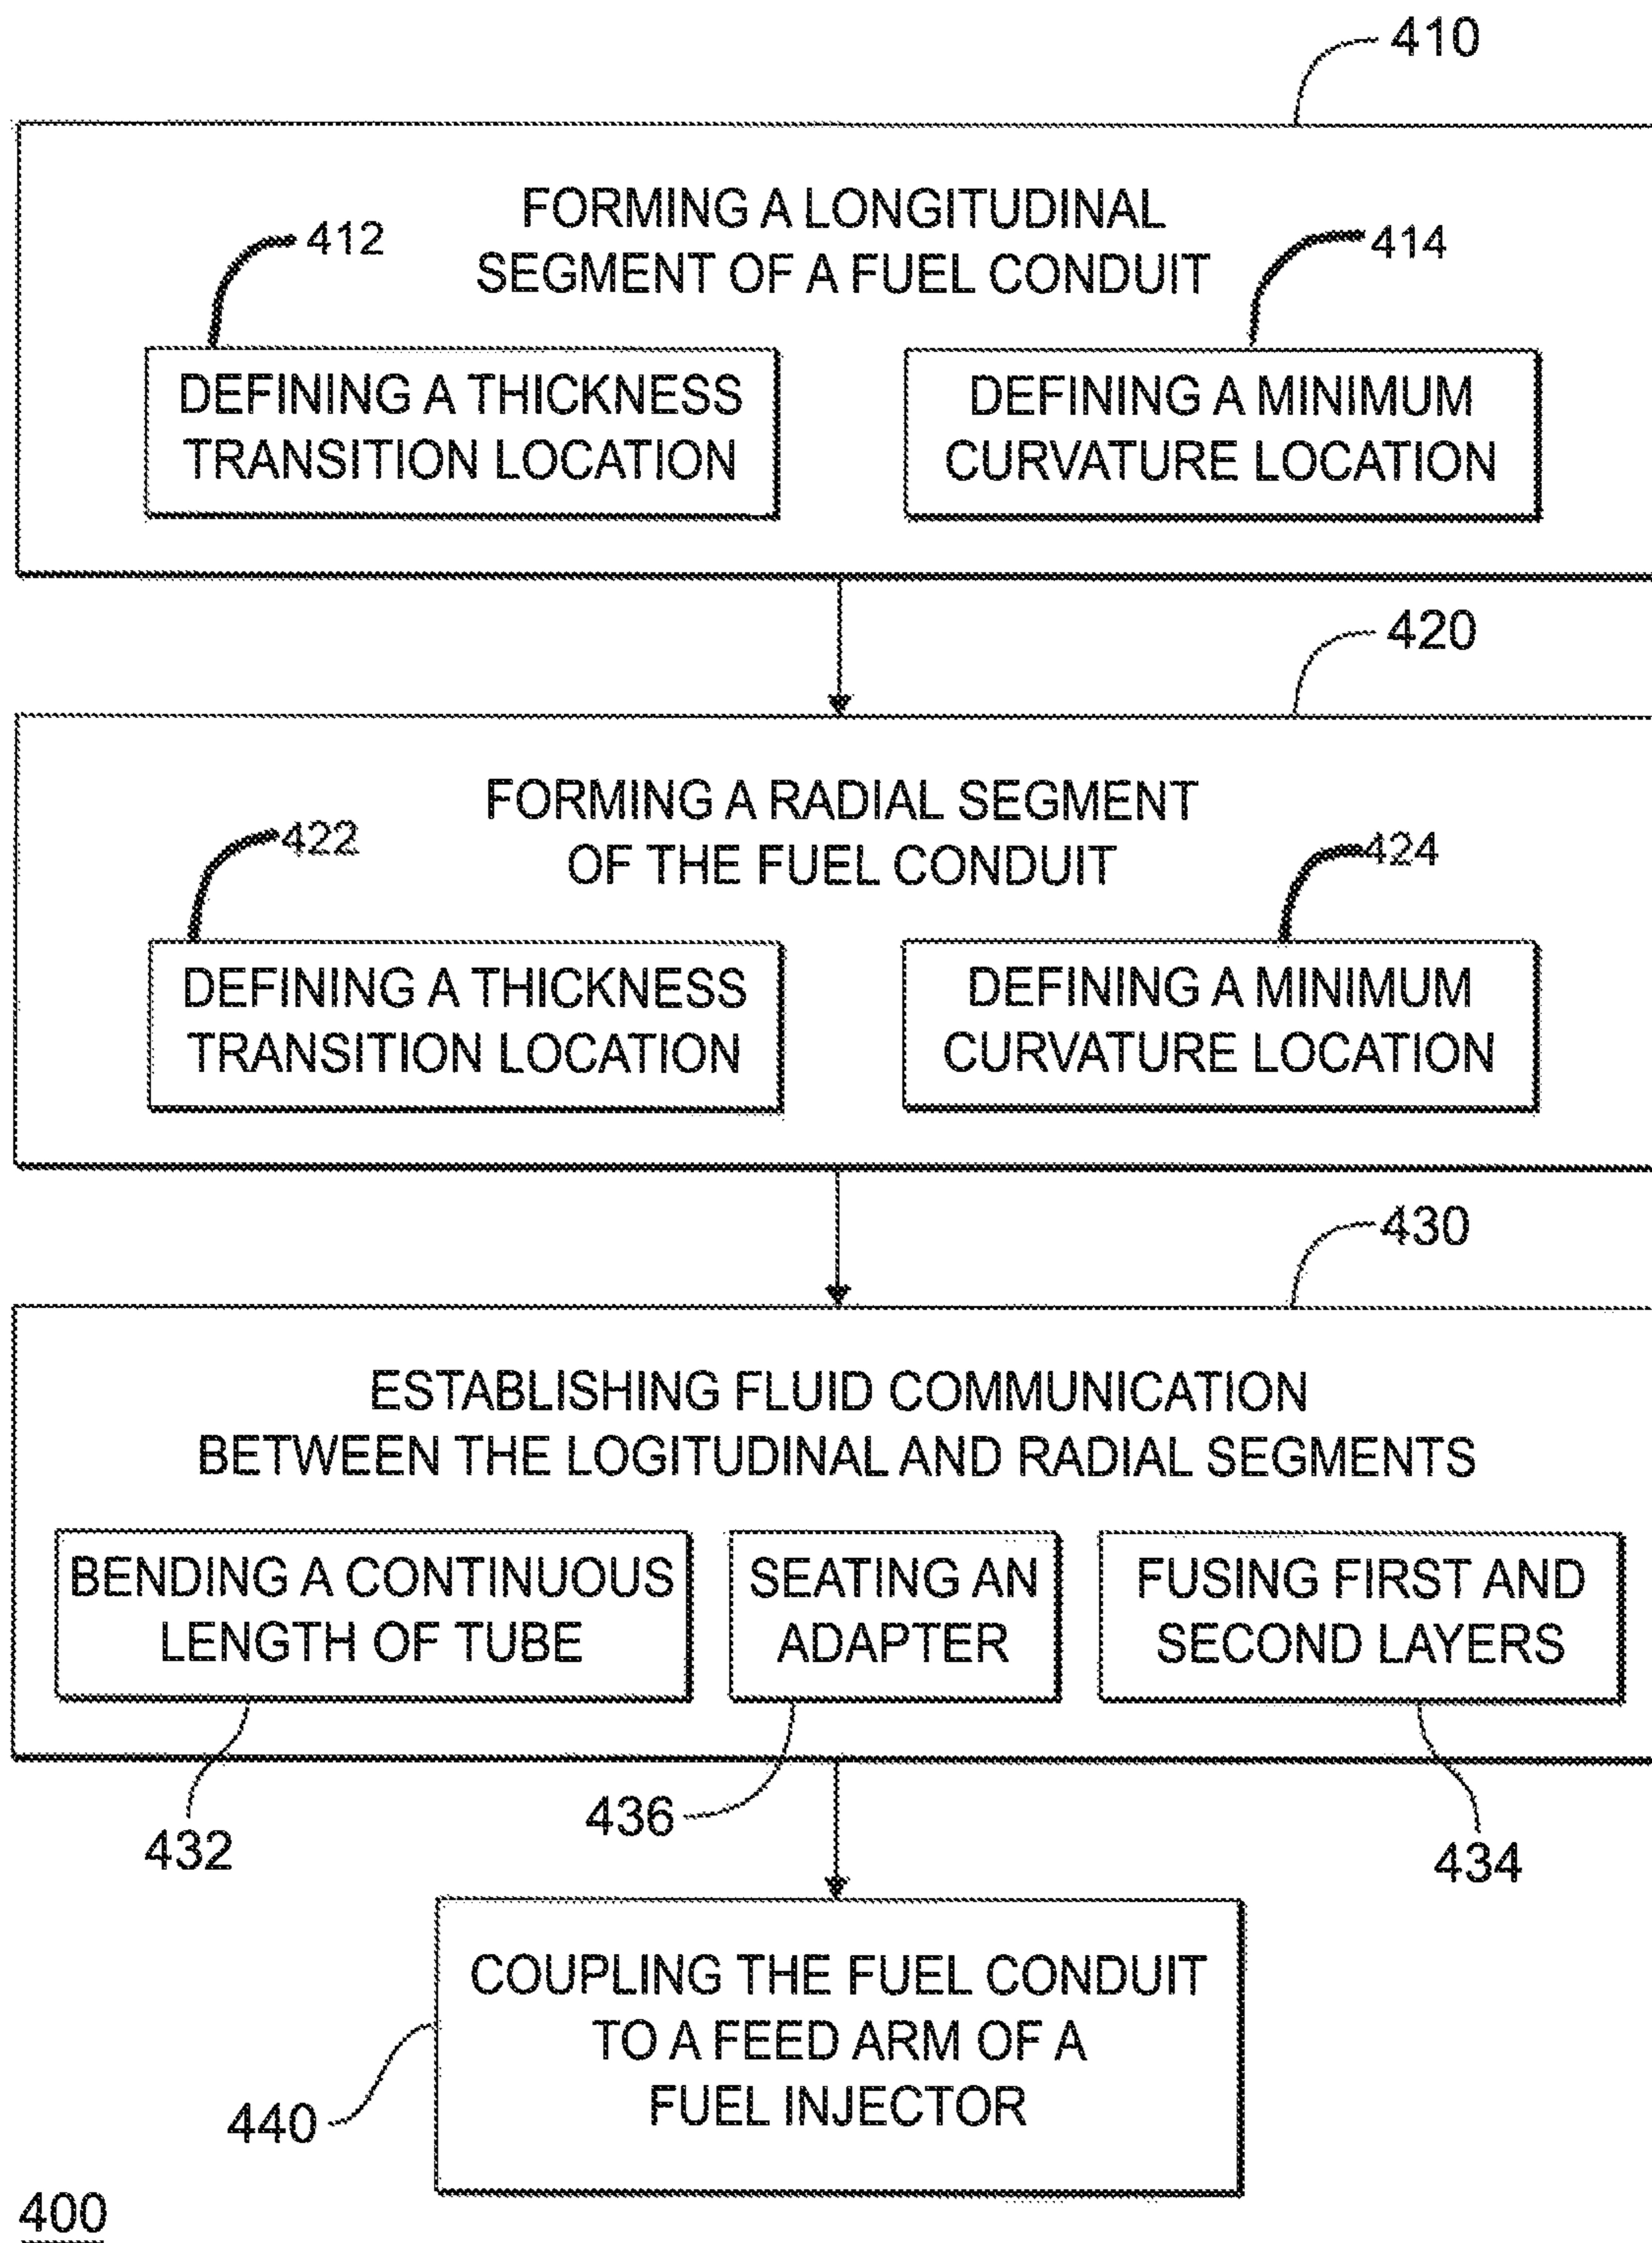 410
FORMING A LONGITUDINAL
SEGMENT OF A FUEL CONDUIT
412
414
DEFINING A THICKNESS
TRANSITION LOCATION
DEFINING A MINIMUM
CURVATURE LOCATION
420
FORMING A RADIAL SEGMENT
OF THE FUEL CONDUIT
422
424
DEFINING A THICKNESS
TRANSITION LOCATION
DEFINING A MINIMUM
CURVATURE LOCATION
430
ESTABLISHING FLUID COMMUNICATION
BETWEEN THE LOGITUDINAL AND RADIAL SEGMENTS
BENDING A CONTINUOUS
LENGTH OF TUBE
SEATING AN
ADAPTER
FUSING FIRST AND
SECOND LAYERS
432
436
434
COUPLING THE FUEL CONDUIT
TO A FEED ARM OF A
FUEL INJECTOR
440
400